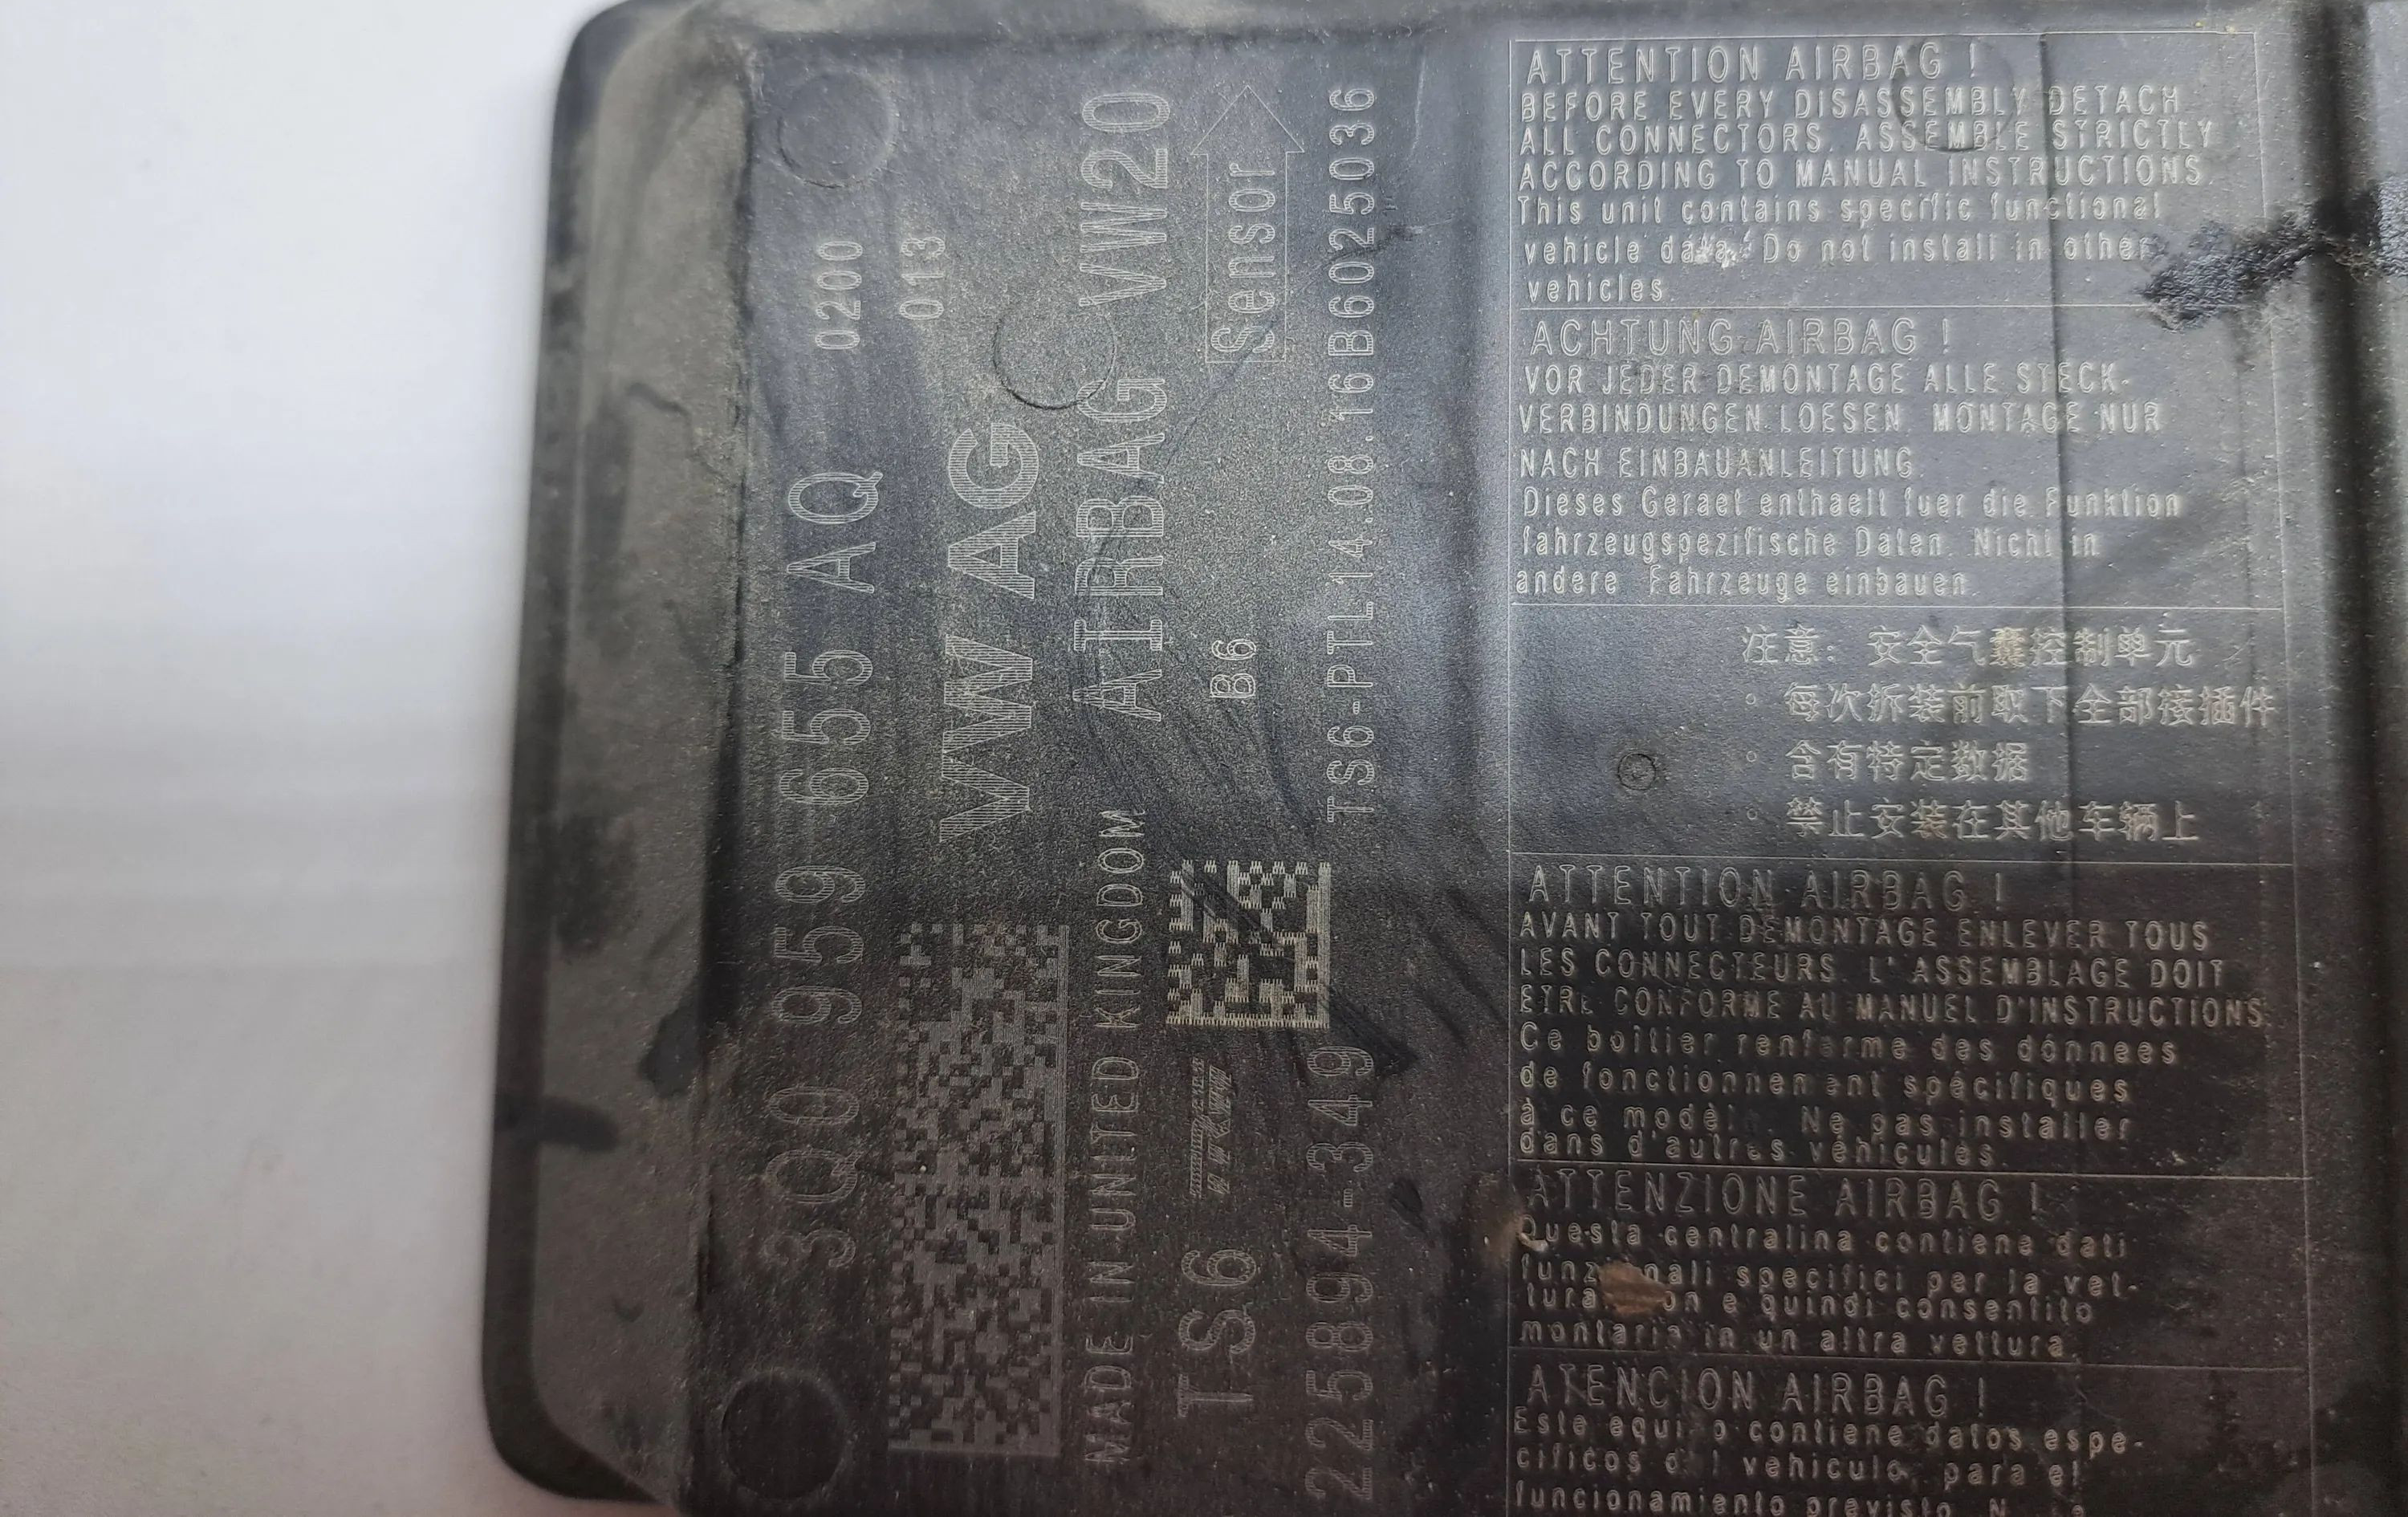 3Q0 959 655 AQ 0200
013
VW AG
MADE IN UNITED KINGDOM AIRBAG VW20
TS6 B6 Sensor
225894-349 TS6-PTL14.08.16B6025036
ATTENTION AIRBAG !
BEFORE EVERY DISASSEMBLY DETACH
ALL CONNECTORS. ASSEMBLE STRICTLY
ACCORDING TO MANUAL INSTRUCTIONS.
This unit contains specific functional
vehicle data. Do not install in other
vehicles.
ACHTUNG AIRBAG !
VOR JEDER DEMONTAGE ALLE STECK-
VERBINDUNGEN LOESEN. MONTAGE NUR
NACH EINBAUANLEITUNG.
Dieses Geraet enthaelt fuer die Funktion
fahrzeugspezifische Daten. Nicht in
andere Fahrzeuge einbauen.
注意: 安全气囊控制单元
◦ 每次拆装前取下全部接插件
◦ 含有特定数据
◦ 禁止安装在其他车辆上
ATTENTION AIRBAG !
AVANT TOUT DEMONTAGE ENLEVER TOUS
LES CONNECTEURS. L' ASSEMBLAGE DOIT
ETRE CONFORME AU MANUEL D'INSTRUCTIONS.
Ce boîtier renferme des données
de fonctionnement spécifiques
à ce modèle. Ne pas installer
dans d'autres véhicules.
ATTENZIONE AIRBAG !
Questa centralina contiene dati
funzionali specifici per la vet-
tura. Non e quindi consentito
montarla in un altra vettura.
ATENCION AIRBAG !
Este equipo contiene datos espe-
cificos del vehiculo, para el
funcionamiento previsto.